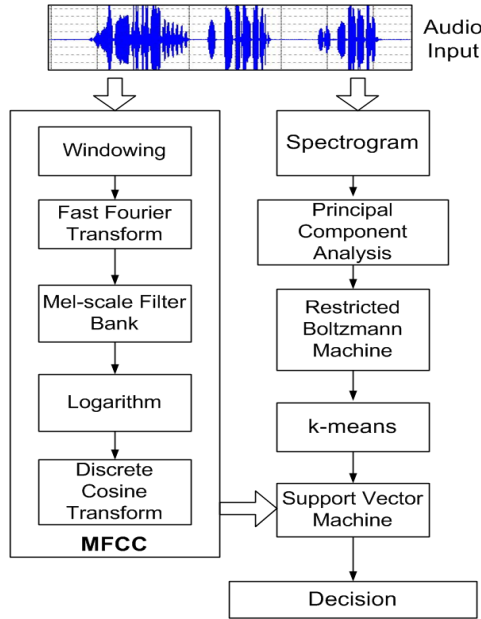 Audio
Input
Windowing
Fast Fourier
Transform
Mel-scale Filter
Bank
Logarithm
Discrete
Cosine
Transform
MFCC
Spectrogram
Principal
Component
Analysis
Restricted
Boltzmann
Machine
k-means
Support Vector
Machine
Decision